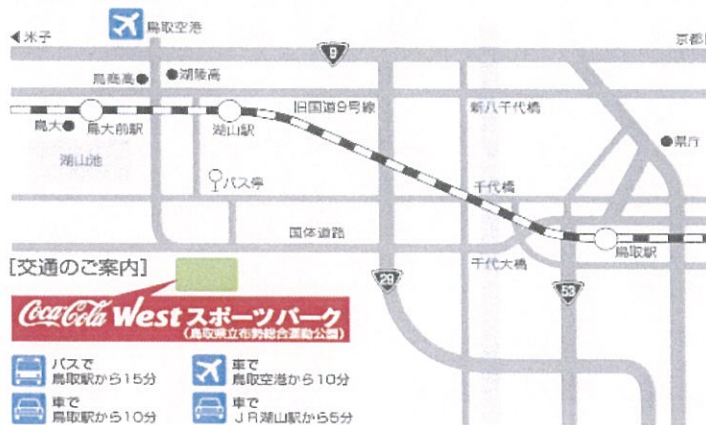 鳥取空港
◀米子
9
京都
鳥商高●
●湖陵高
旧国道9号線
新八千代橋
鳥大●
鳥大前駅
湖山駅
●県庁
湖山池
バス停
千代橋
国体道路
鳥取駅
千代大橋
[交通のご案内]
29
53
Coca-Cola West スポーツパーク
(鳥取県立布勢総合運動公園)
バスで
鳥取駅から15分
車で
鳥取空港から10分
車で
鳥取駅から10分
車で
JR湖山駅から5分